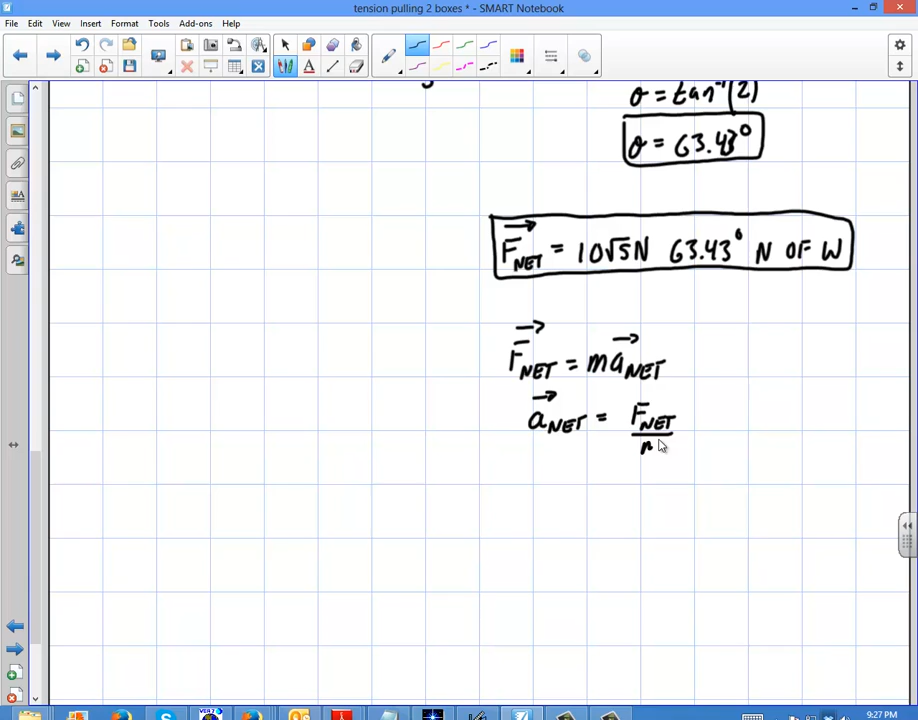 tension pulling 2 boxes * - SMART Notebook
File Edit View Insert Format Tools Add-ons Help
θ = tan⁻¹(2)
θ = 63.43°
F⃗NET = 10√5N 63.43° N OF W
F⃗NET = ma⃗NET
a⃗NET = FNET
9:27 PM